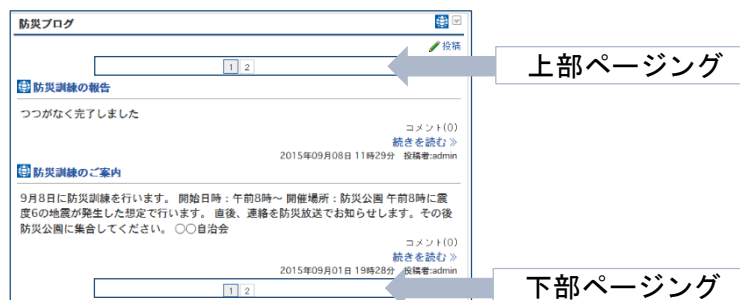 防災ブログ
投稿
1 2
上部ページング
防災訓練の報告
つつがなく完了しました
コメント(0)
続きを読む≫
2015年09月08日 11時29分 投稿者:admin
防災訓練のご案内
9月8日に防災訓練を行います。 開始日時：午前8時～ 開催場所：防災公園 午前8時に震
度6の地震が発生した想定で行います。 直後、連絡を防災放送でお知らせします。その後
防災公園に集合してください。 〇〇自治会
コメント(0)
続きを読む≫
2015年09月01日 19時28分 投稿者:admin
1 2
下部ページング